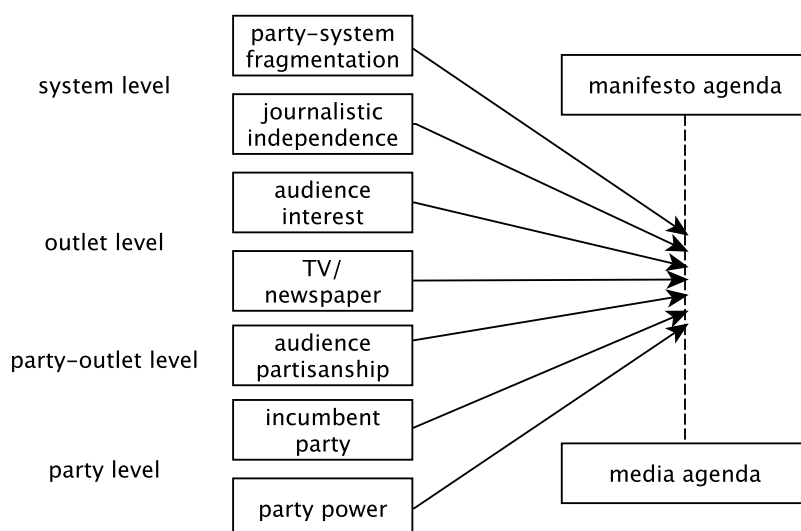 system level
party-system
fragmentation
journalistic
independence
outlet level
audience
interest
TV/
newspaper
party-outlet level
audience
partisanship
party level
incumbent
party
party power
manifesto agenda
media agenda